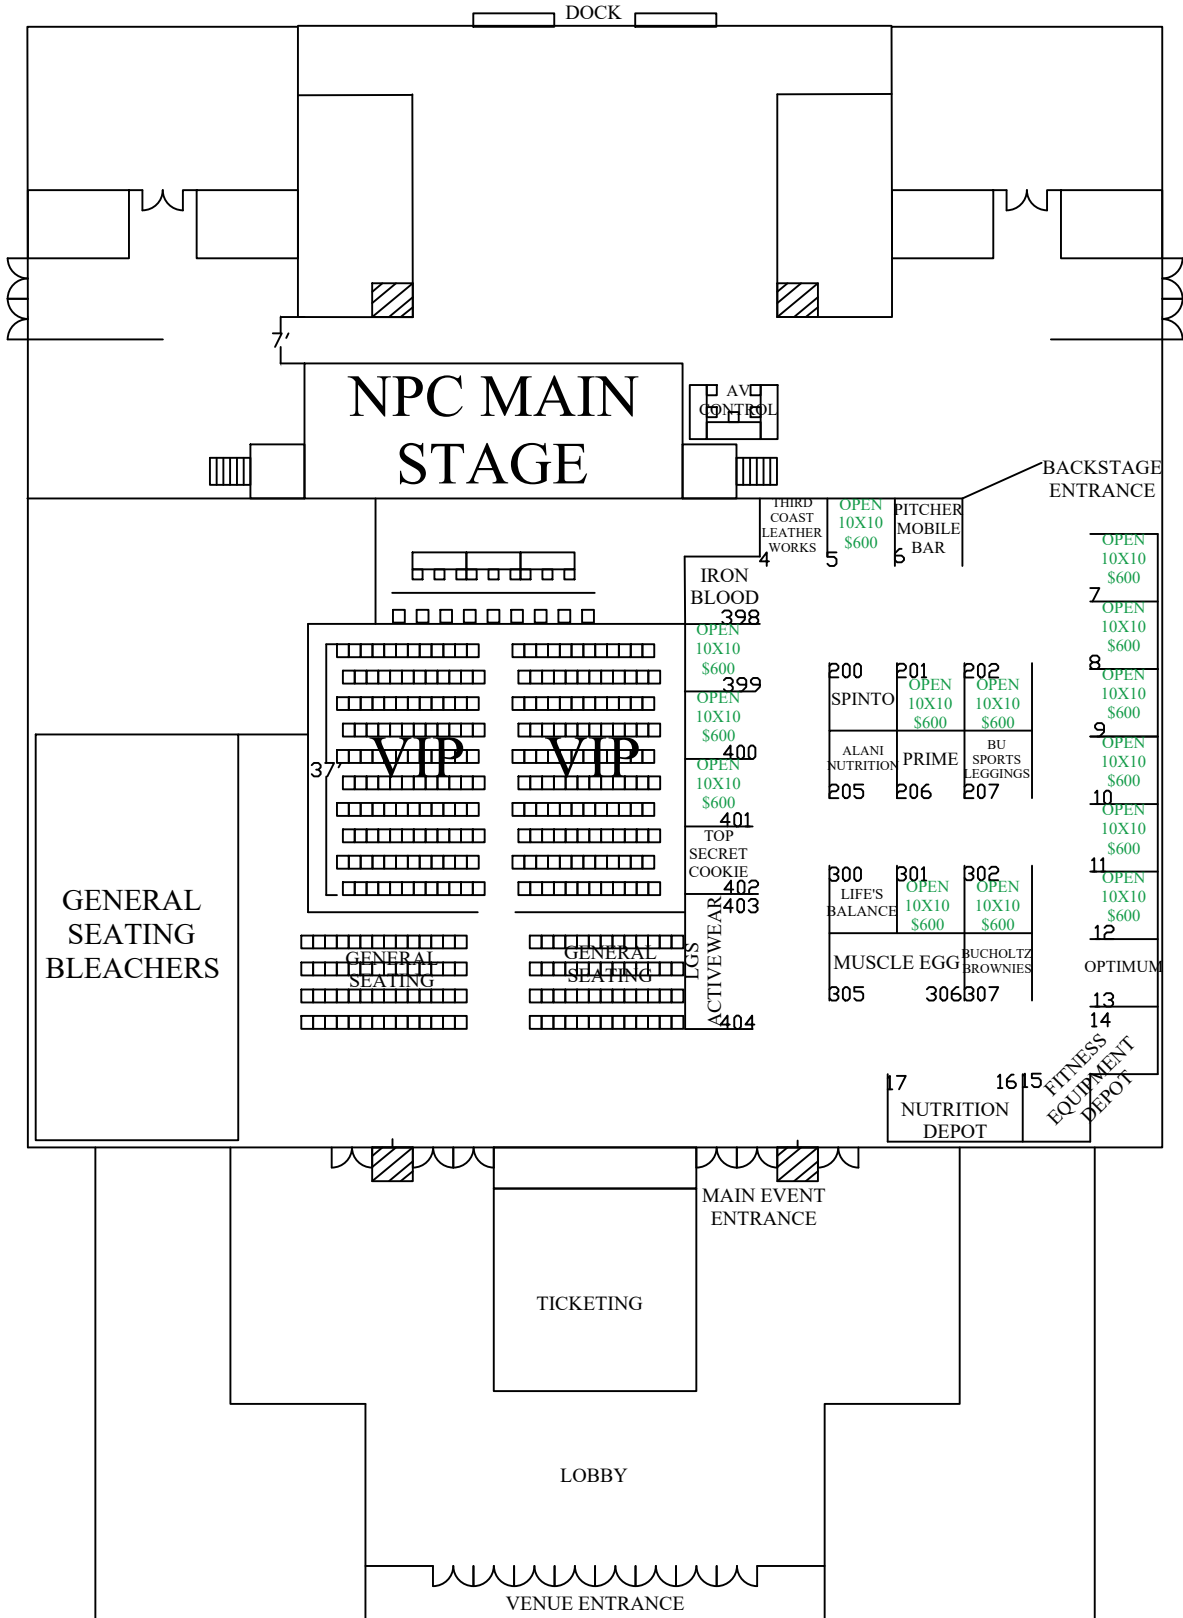 DOCK
7'
NPC MAIN
STAGE
AV
CONTROL
BACKSTAGE
ENTRANCE
THIRD
COAST
LEATHER
WORKS
4
OPEN
10X10
$600
5
PITCHER
MOBILE
BAR
6
IRON
BLOOD
398
OPEN
10X10
$600
399
OPEN
10X10
$600
400
OPEN
10X10
$600
401
TOP
SECRET
COOKIE
402
403
LGS
ACTIVEWEAR
404
OPEN
10X10
$600
7
OPEN
10X10
$600
8
OPEN
10X10
$600
9
OPEN
10X10
$600
10
OPEN
10X10
$600
11
OPEN
10X10
$600
12
OPTIMUM
13
14
FITNESS
EQUIPMENT
DEPOT
15
16
17
NUTRITION
DEPOT
200
SPINTO
201
OPEN
10X10
$600
202
OPEN
10X10
$600
ALANI
NUTRITION
205
PRIME
206
BU
SPORTS
LEGGINGS
207
300
LIFE'S
BALANCE
301
OPEN
10X10
$600
302
OPEN
10X10
$600
MUSCLE EGG
305
306
BUCHOLTZ
BROWNIES
307
37'
VIP
VIP
GENERAL
SEATING
BLEACHERS
GENERAL
SEATING
GENERAL
SEATING
MAIN EVENT
ENTRANCE
TICKETING
LOBBY
VENUE ENTRANCE